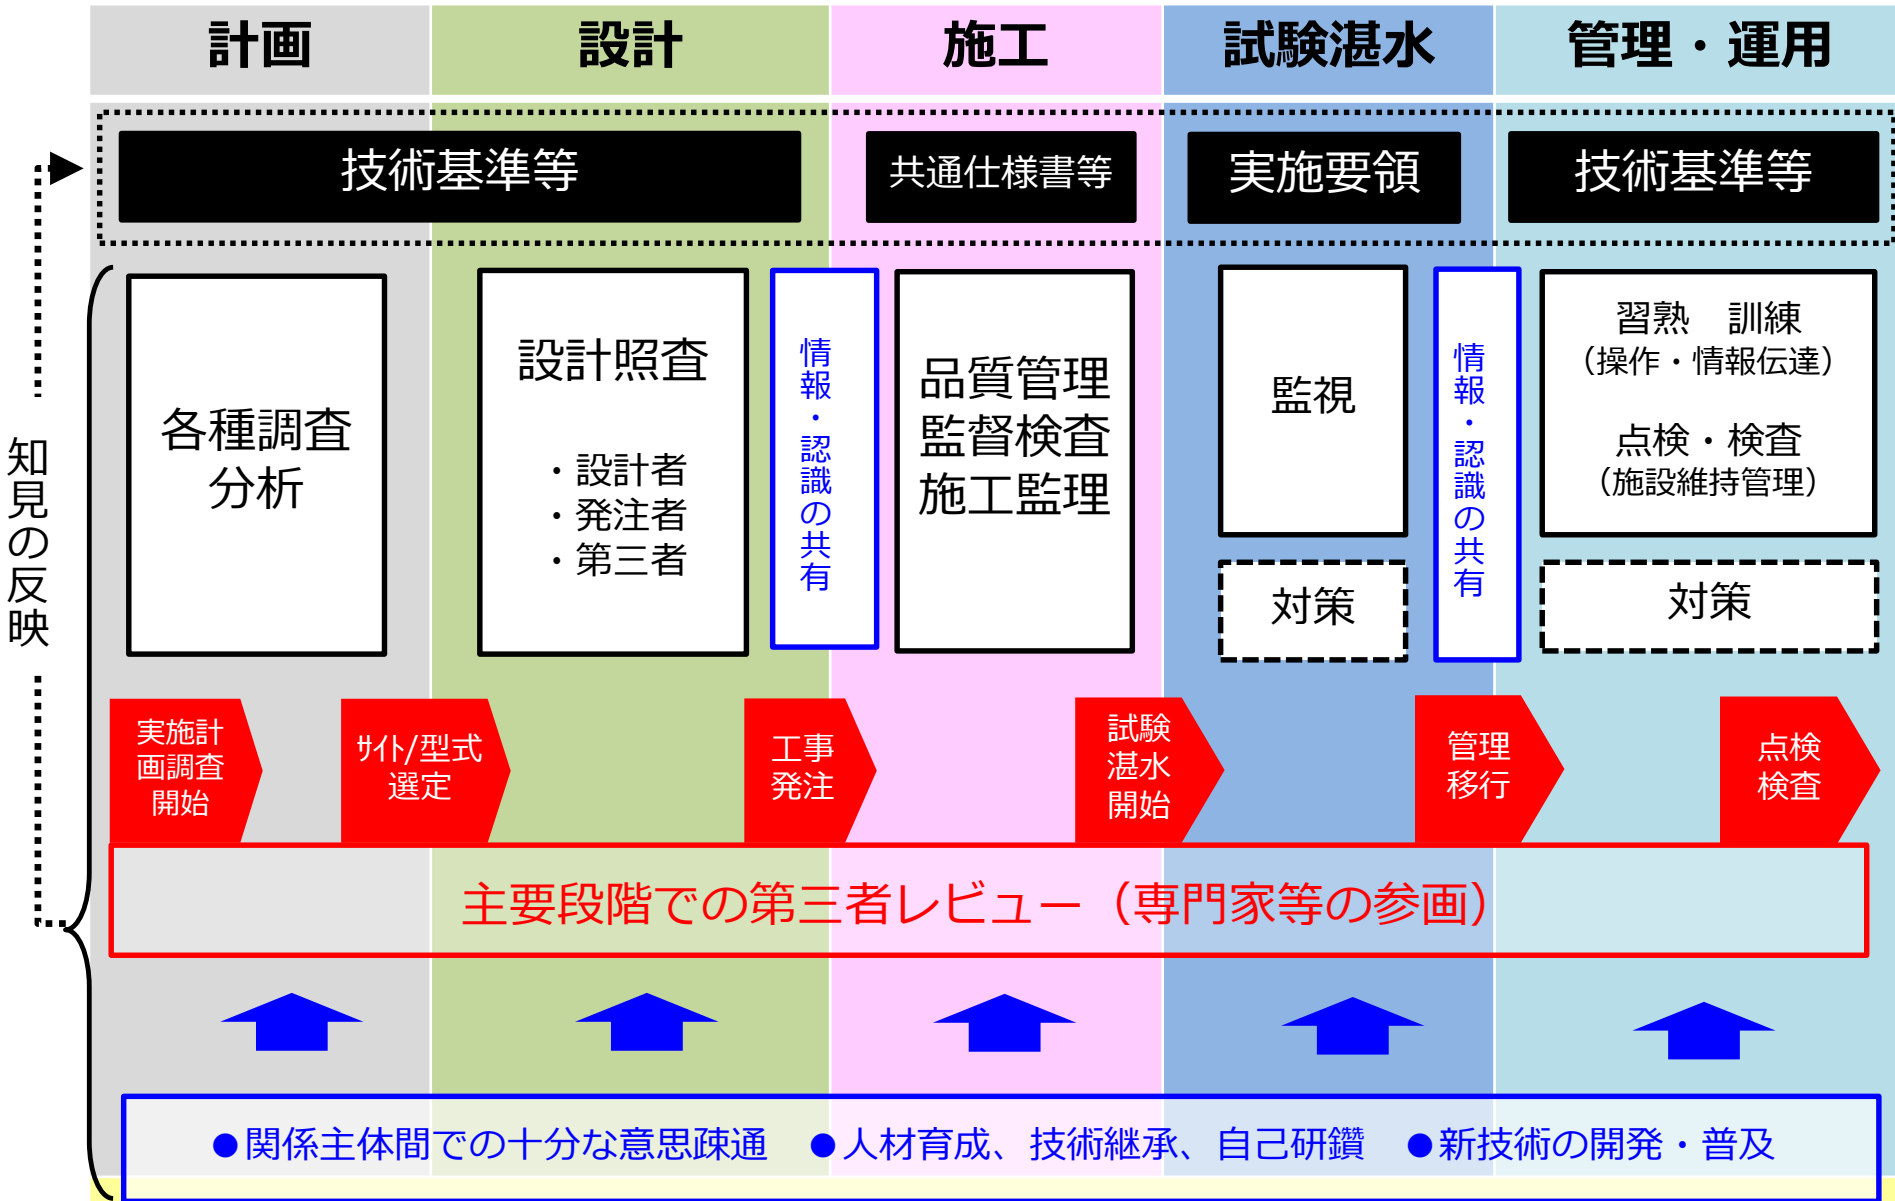 計画
設計
施工
試験湛水
管理・運用
技術基準等
共通仕様書等
実施要領
技術基準等
知見の反映
各種調査
分析
設計照査
・設計者
・発注者
・第三者
情報・認識の共有
品質管理
監督検査
施工監理
監視
対策
情報・認識の共有
習熟　訓練
（操作・情報伝達）
点検・検査
（施設維持管理）
対策
実施計
画調査
開始
ｻｲﾄ/型式
選定
工事
発注
試験
湛水
開始
管理
移行
点検
検査
主要段階での第三者レビュー（専門家等の参画）
●関係主体間での十分な意思疎通　●人材育成、技術継承、自己研鑽　●新技術の開発・普及